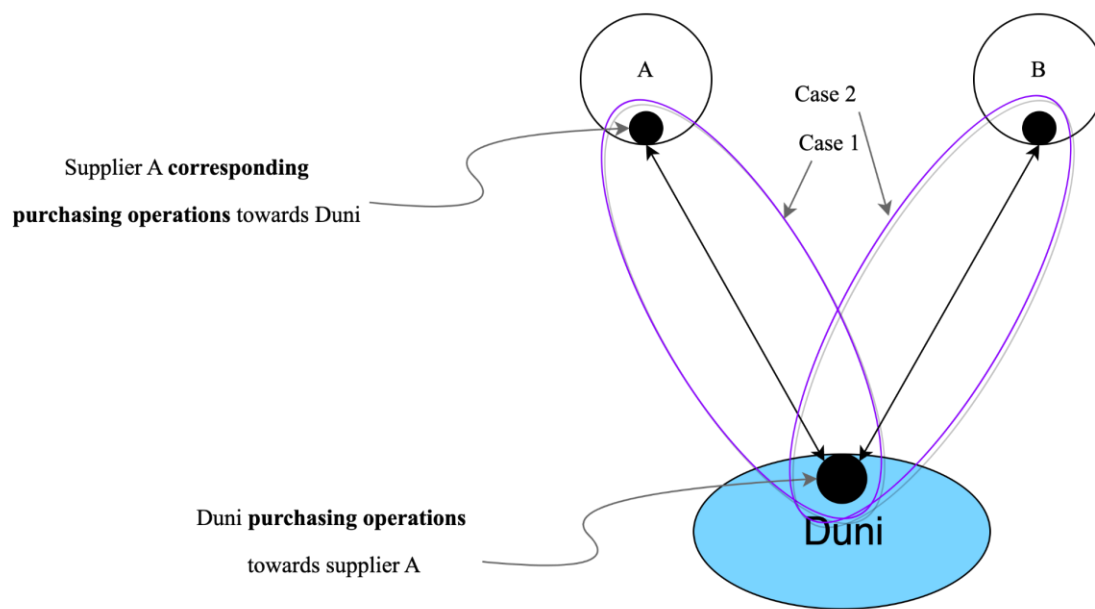 A
B
Case 2
Case 1
Supplier A corresponding
purchasing operations towards Duni
Duni purchasing operations
towards supplier A
Duni